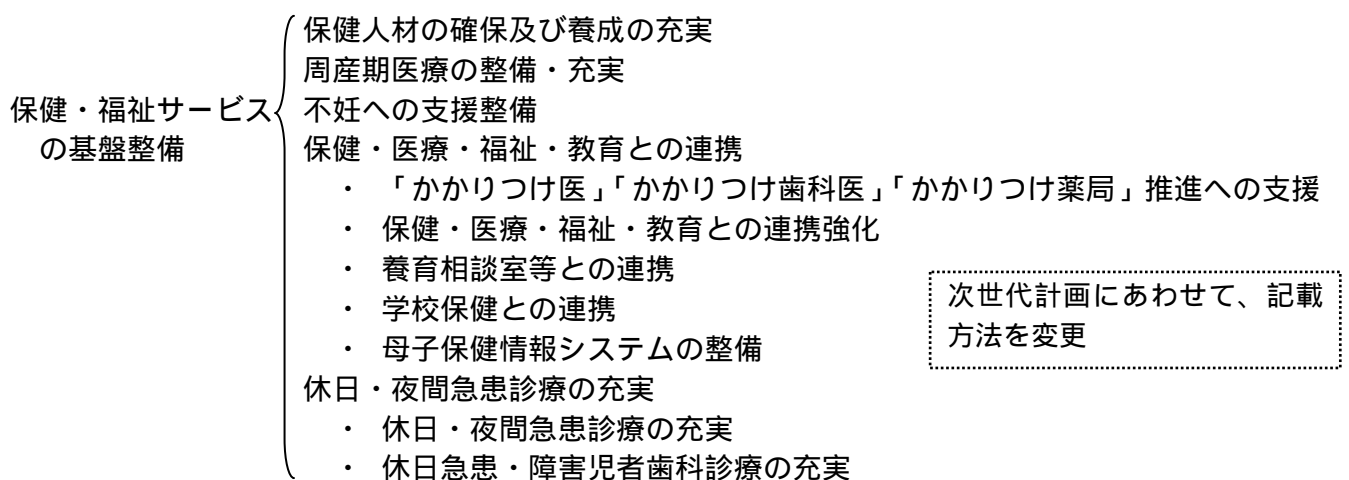 保健・福祉サービス
の基盤整備
保健人材の確保及び養成の充実
周産期医療の整備・充実
不妊への支援整備
保健・医療・福祉・教育との連携
・ 「かかりつけ医」「かかりつけ歯科医」「かかりつけ薬局」推進への支援
・ 保健・医療・福祉・教育との連携強化
・ 養育相談室等との連携
・ 学校保健との連携
・ 母子保健情報システムの整備
休日・夜間急患診療の充実
・ 休日・夜間急患診療の充実
・ 休日急患・障害児者歯科診療の充実
次世代計画にあわせて、記載
方法を変更